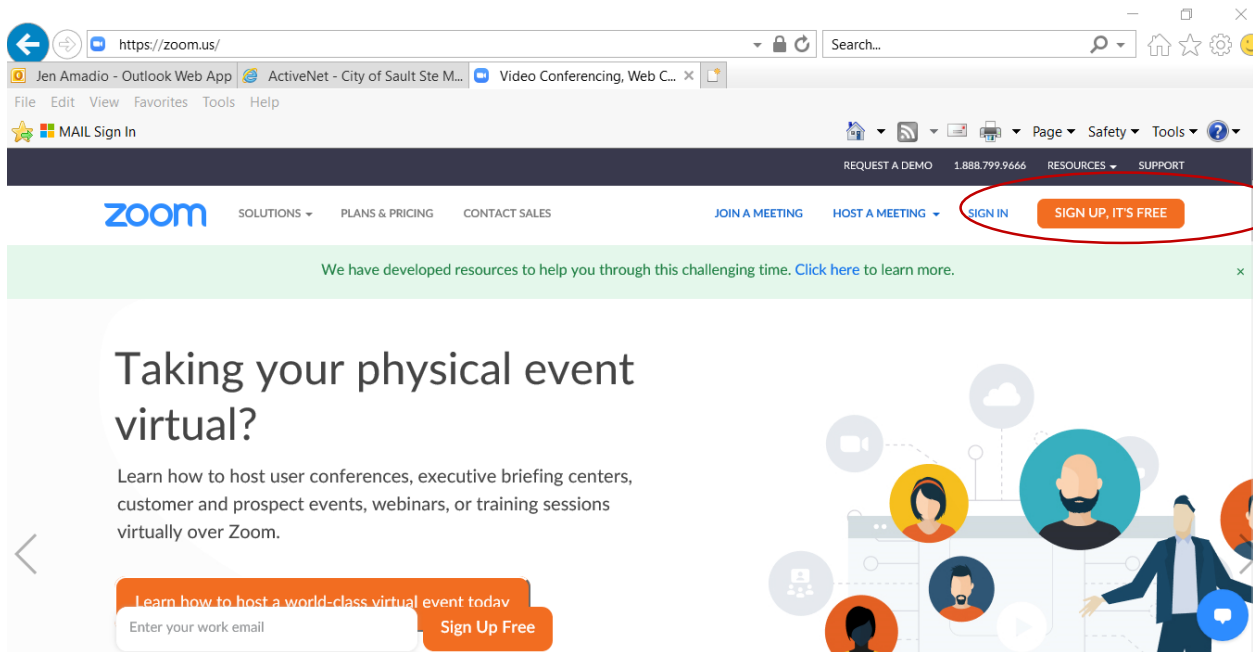 https://zoom.us/
Search...
Jen Amadio - Outlook Web App
ActiveNet - City of Sault Ste M...
Video Conferencing, Web C...
File Edit View Favorites Tools Help
MAIL Sign In
Page Safety Tools
REQUEST A DEMO 1.888.799.9666 RESOURCES SUPPORT
zoom SOLUTIONS PLANS & PRICING CONTACT SALES JOIN A MEETING HOST A MEETING SIGN IN SIGN UP, IT'S FREE
We have developed resources to help you through this challenging time. Click here to learn more.
Taking your physical event
virtual?
Learn how to host user conferences, executive briefing centers,
customer and prospect events, webinars, or training sessions
virtually over Zoom.
Learn how to host a world-class virtual event today
Enter your work email
Sign Up Free